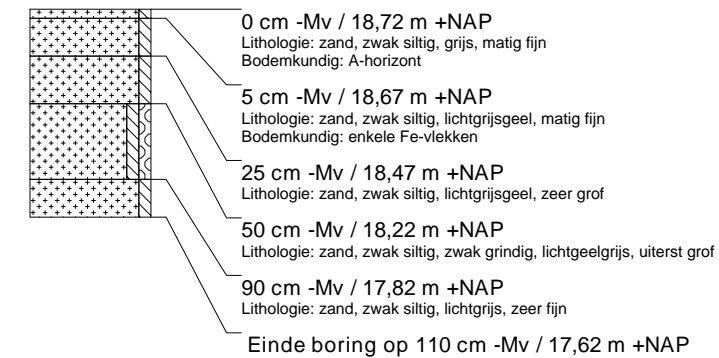 0 cm -Mv / 18,72 m +NAP
Lithologie: zand, zwak siltig, grijs, matig fijn
Bodemkundig: A-horizont
5 cm -Mv / 18,67 m +NAP
Lithologie: zand, zwak siltig, lichtgrijsgeel, matig fijn
Bodemkundig: enkele Fe-vlekken
25 cm -Mv / 18,47 m +NAP
Lithologie: zand, zwak siltig, lichtgrijsgeel, zeer grof
50 cm -Mv / 18,22 m +NAP
Lithologie: zand, zwak siltig, zwak grindig, lichtgeelgrijs, uiterst grof
90 cm -Mv / 17,82 m +NAP
Lithologie: zand, zwak siltig, lichtgrijs, zeer fijn
Einde boring op 110 cm -Mv / 17,62 m +NAP